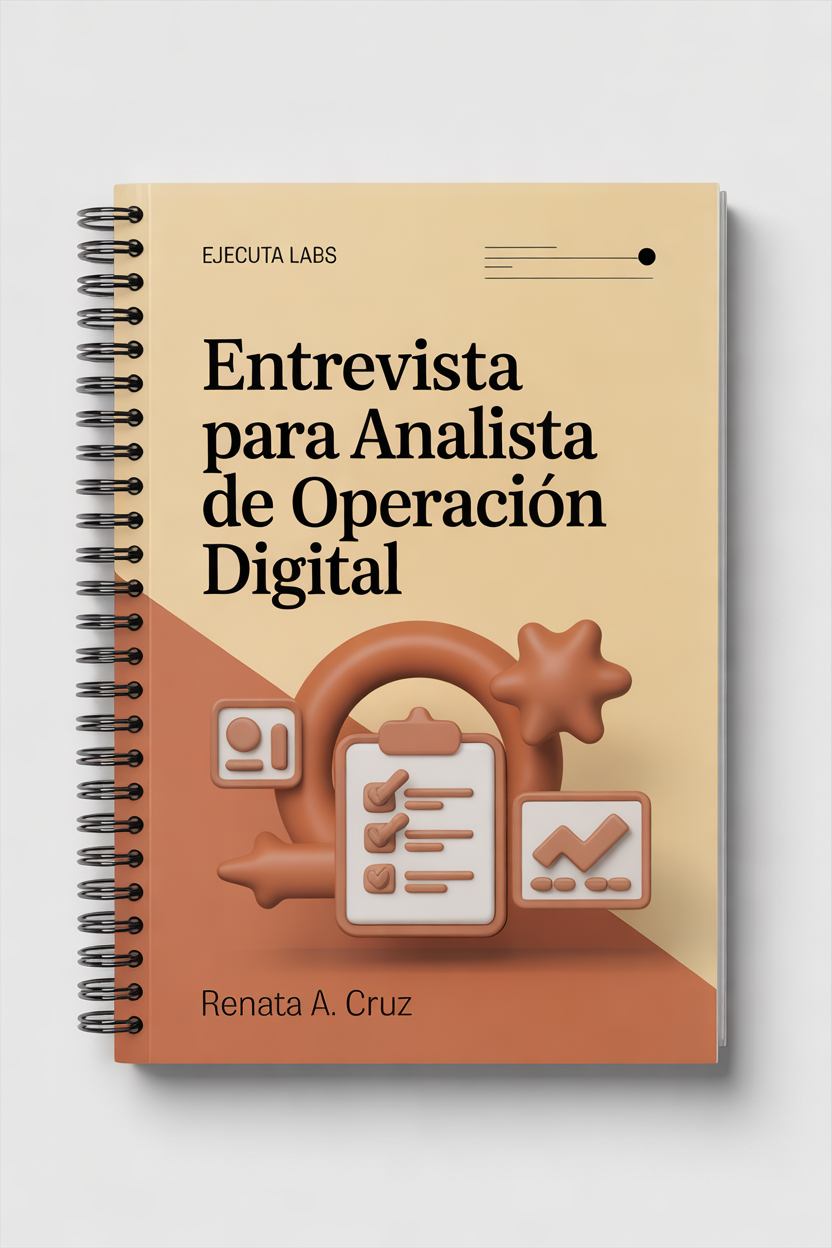 EJECUTA LABS
Entrevista
para Analista
de Operación
Digital
Renata A. Cruz